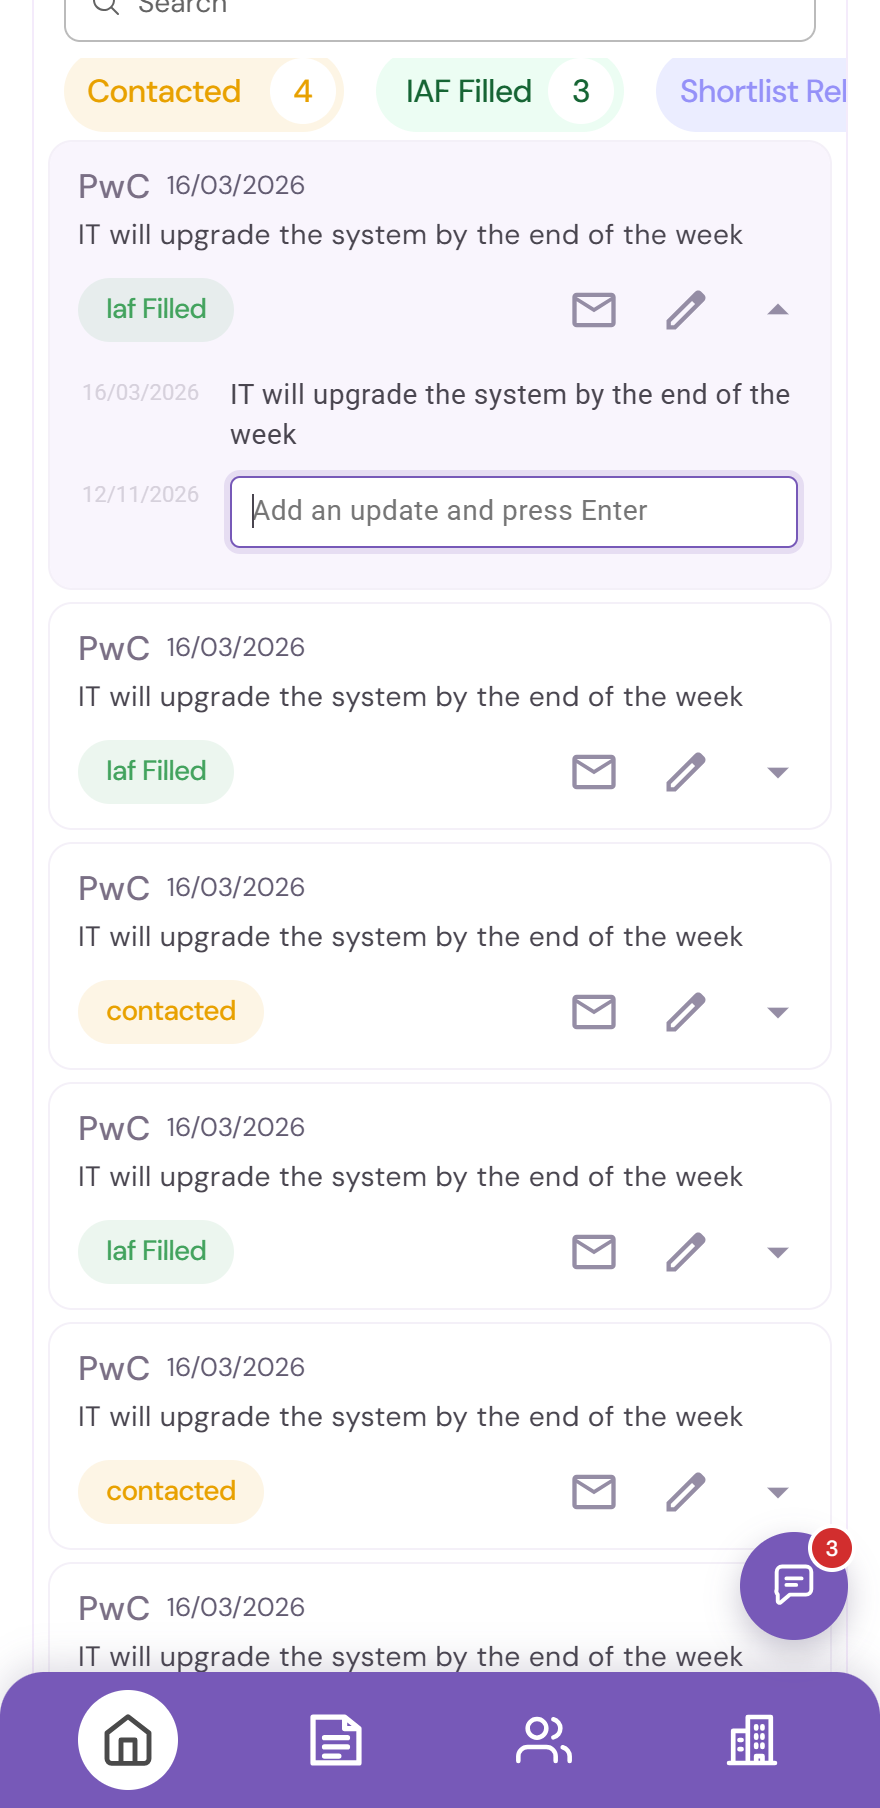 Search
Contacted 4 IAF Filled 3 Shortlist Rel
PwC 16/03/2026
IT will upgrade the system by the end of the week
Iaf Filled
16/03/2026 IT will upgrade the system by the end of the
week
12/11/2026 Add an update and press Enter
PwC 16/03/2026
IT will upgrade the system by the end of the week
Iaf Filled
PwC 16/03/2026
IT will upgrade the system by the end of the week
contacted
PwC 16/03/2026
IT will upgrade the system by the end of the week
Iaf Filled
PwC 16/03/2026
IT will upgrade the system by the end of the week
contacted
3
PwC 16/03/2026
IT will upgrade the system by the end of the week